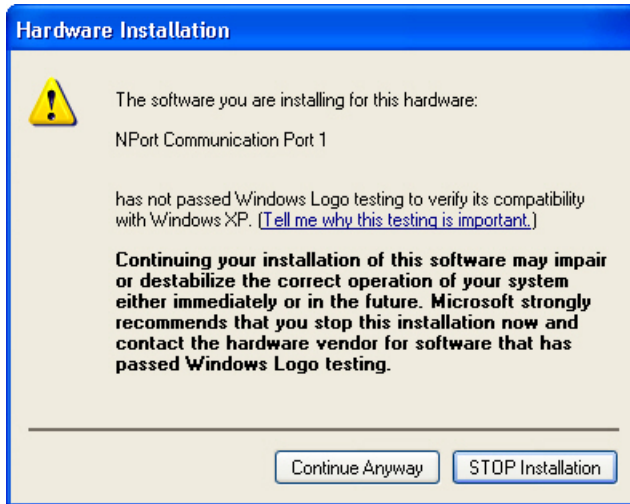 Hardware Installation
The software you are installing for this hardware:
NPort Communication Port 1
has not passed Windows Logo testing to verify its compatibility
with Windows XP. (Tell me why this testing is important.)
Continuing your installation of this software may impair
or destabilize the correct operation of your system
either immediately or in the future. Microsoft strongly
recommends that you stop this installation now and
contact the hardware vendor for software that has
passed Windows Logo testing.
Continue Anyway STOP Installation